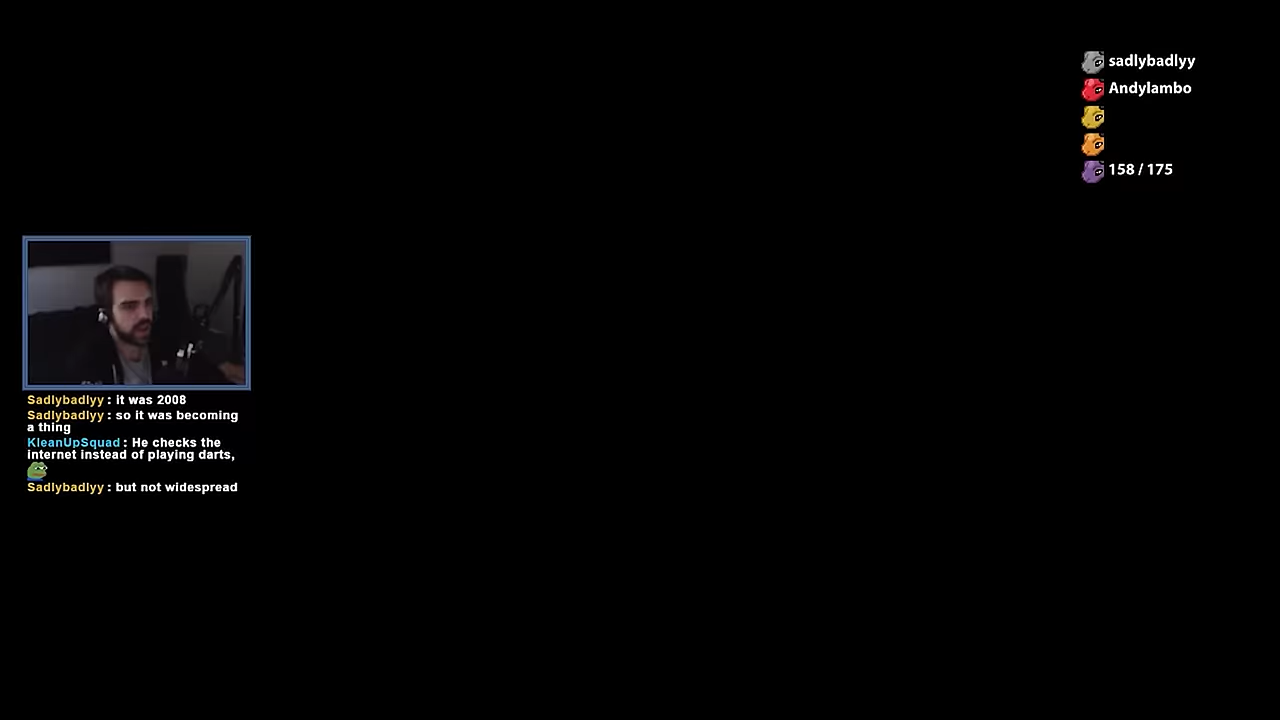 sadlybadlyy
Andylambo
158 / 175
Sadlybadlyy : it was 2008
Sadlybadlyy : so it was becoming
a thing
KleanUpSquad : He checks the
internet instead of playing darts,
Sadlybadlyy : but not widespread